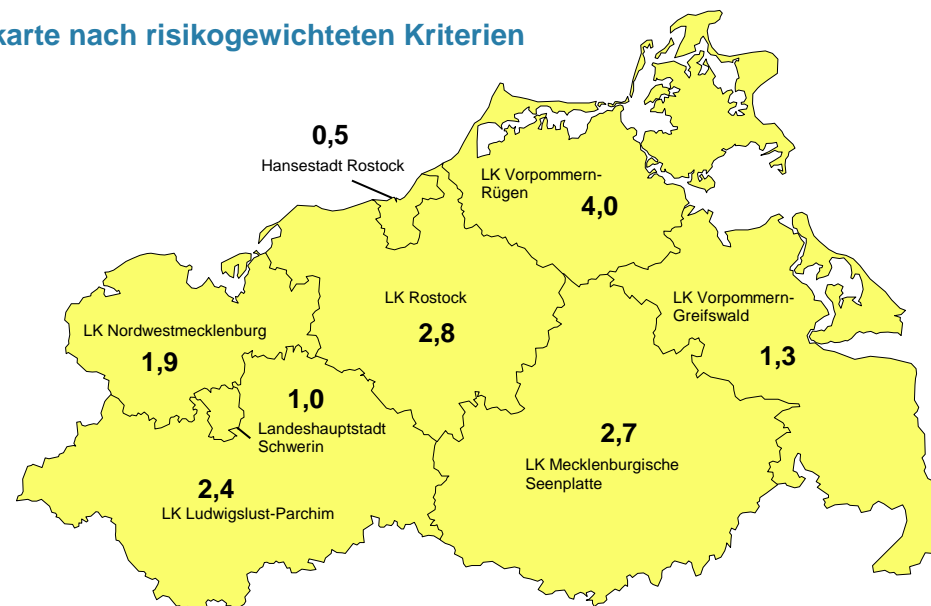 karte nach risikogewichteten Kriterien
0,5
Hansestadt Rostock
LK Vorpommern-
Rügen
4,0
LK Rostock
2,8
LK Vorpommern-
Greifswald
1,3
LK Nordwestmecklenburg
1,9
1,0
Landeshauptstadt
Schwerin
2,7
LK Mecklenburgische
Seenplatte
2,4
LK Ludwigslust-Parchim